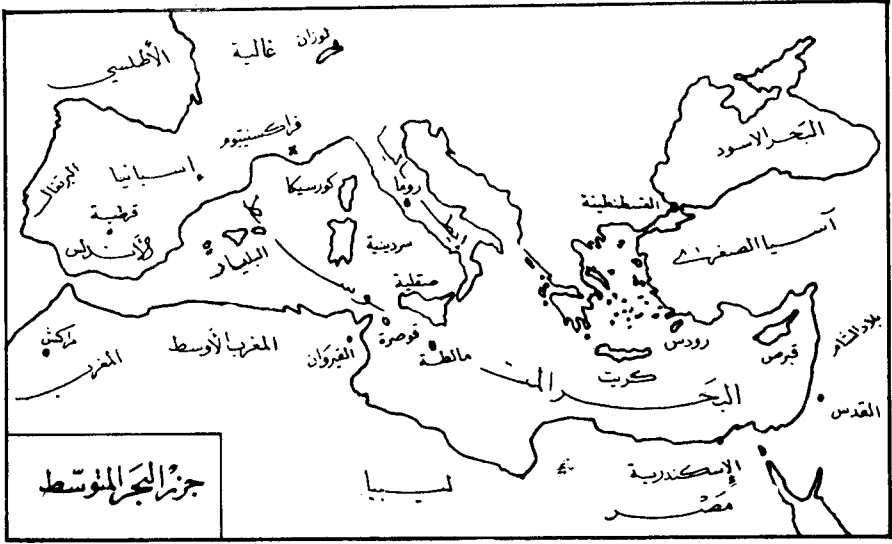 الأطلسي
غالية
لوزان
فراكسنيتوم
البحر الاسود
البرتغال
إسبانيا
قرطبة
الأندلس
البليار
كورسيكا
سردينية
روما
إيطاليا
صقلية
القسطنطينية
آسيا الصغرى
مراكش
المغرب
المغرب الأوسط
القيروان
قوصرة
مالطة
كريت
رودس
قبرص
بلاد الشام
القدس
البحر المتوسط
ليبيا
الإسكندرية
مصر
جزر البحر المتوسط